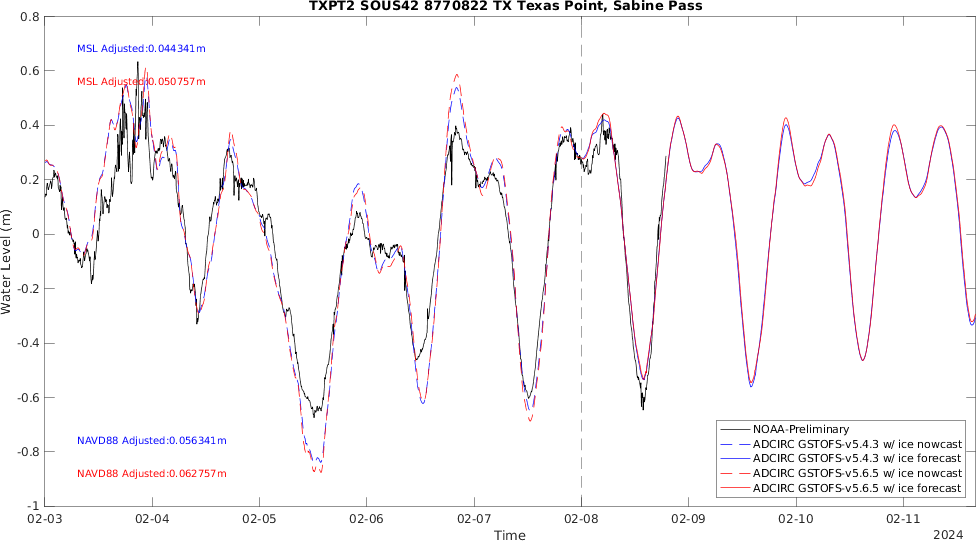 TXPT2 SOUS42 8770822 TX Texas Point, Sabine Pass
0.8
0.6
0.4
0.2
0
-0.2
-0.4
-0.6
-0.8
-1
Water Level (m)
MSL Adjusted:0.044341m
MSL Adjusted:0.050757m
NAVD88 Adjusted:0.056341m
NAVD88 Adjusted:0.062757m
NOAA-Preliminary
ADCIRC GSTOFS-v5.4.3 w/ ice nowcast
ADCIRC GSTOFS-v5.4.3 w/ ice forecast
ADCIRC GSTOFS-v5.6.5 w/ ice nowcast
ADCIRC GSTOFS-v5.6.5 w/ ice forecast
02-03 02-04 02-05 02-06 02-07 02-08 02-09 02-10 02-11
Time
2024